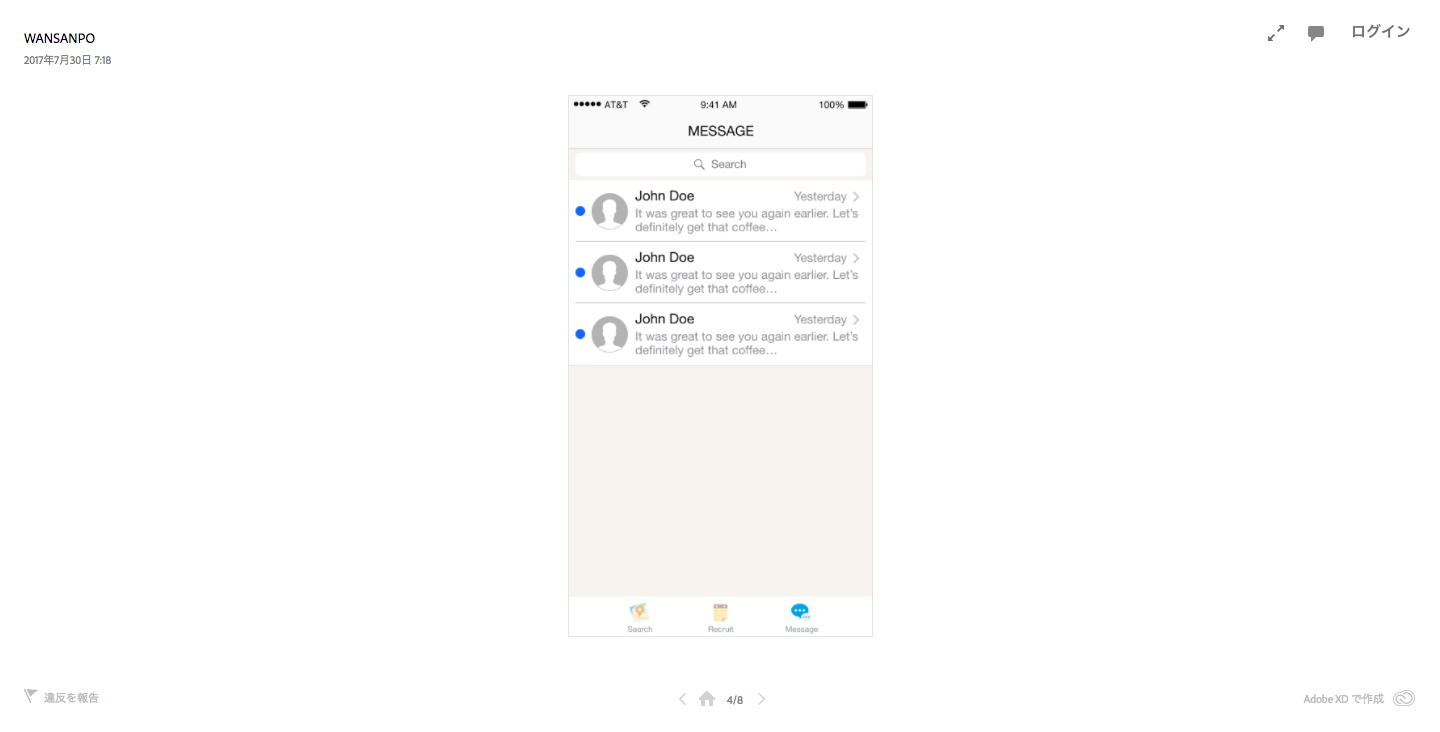 WANSANPO
2017年7月30日 7:18
ログイン
AT&T 9:41 AM 100%
MESSAGE
Search
John Doe Yesterday
It was great to see you again earlier. Let's
definitely get that coffee...
John Doe Yesterday
It was great to see you again earlier. Let's
definitely get that coffee...
John Doe Yesterday
It was great to see you again earlier. Let's
definitely get that coffee...
Search Recruit Message
違反を報告
4/8
Adobe XD で作成